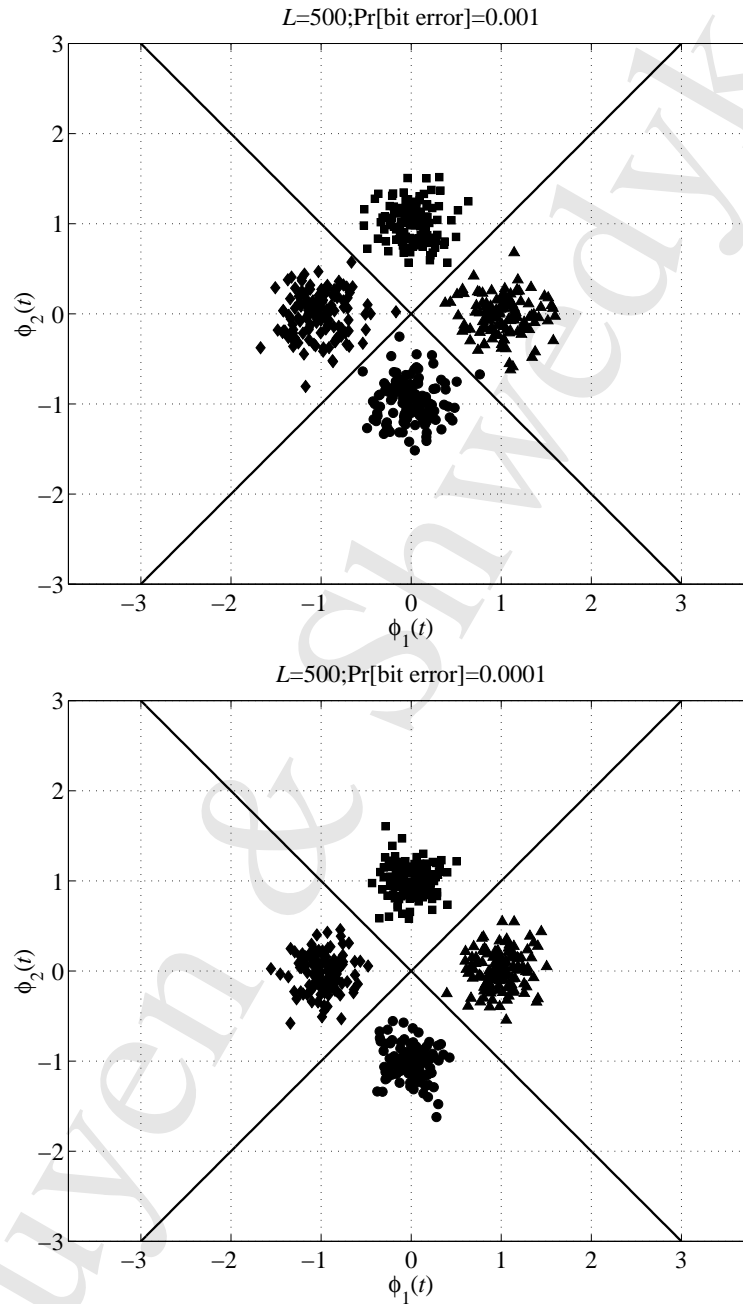 L=500;Pr[bit error]=0.001
3
2
1
0
−1
−2
−3
ϕ2(t)
−3 −2 −1 0 1 2 3
ϕ1(t)
L=500;Pr[bit error]=0.0001
3
2
1
0
−1
−2
−3
ϕ2(t)
−3 −2 −1 0 1 2 3
ϕ1(t)
uyen & Shwedyk